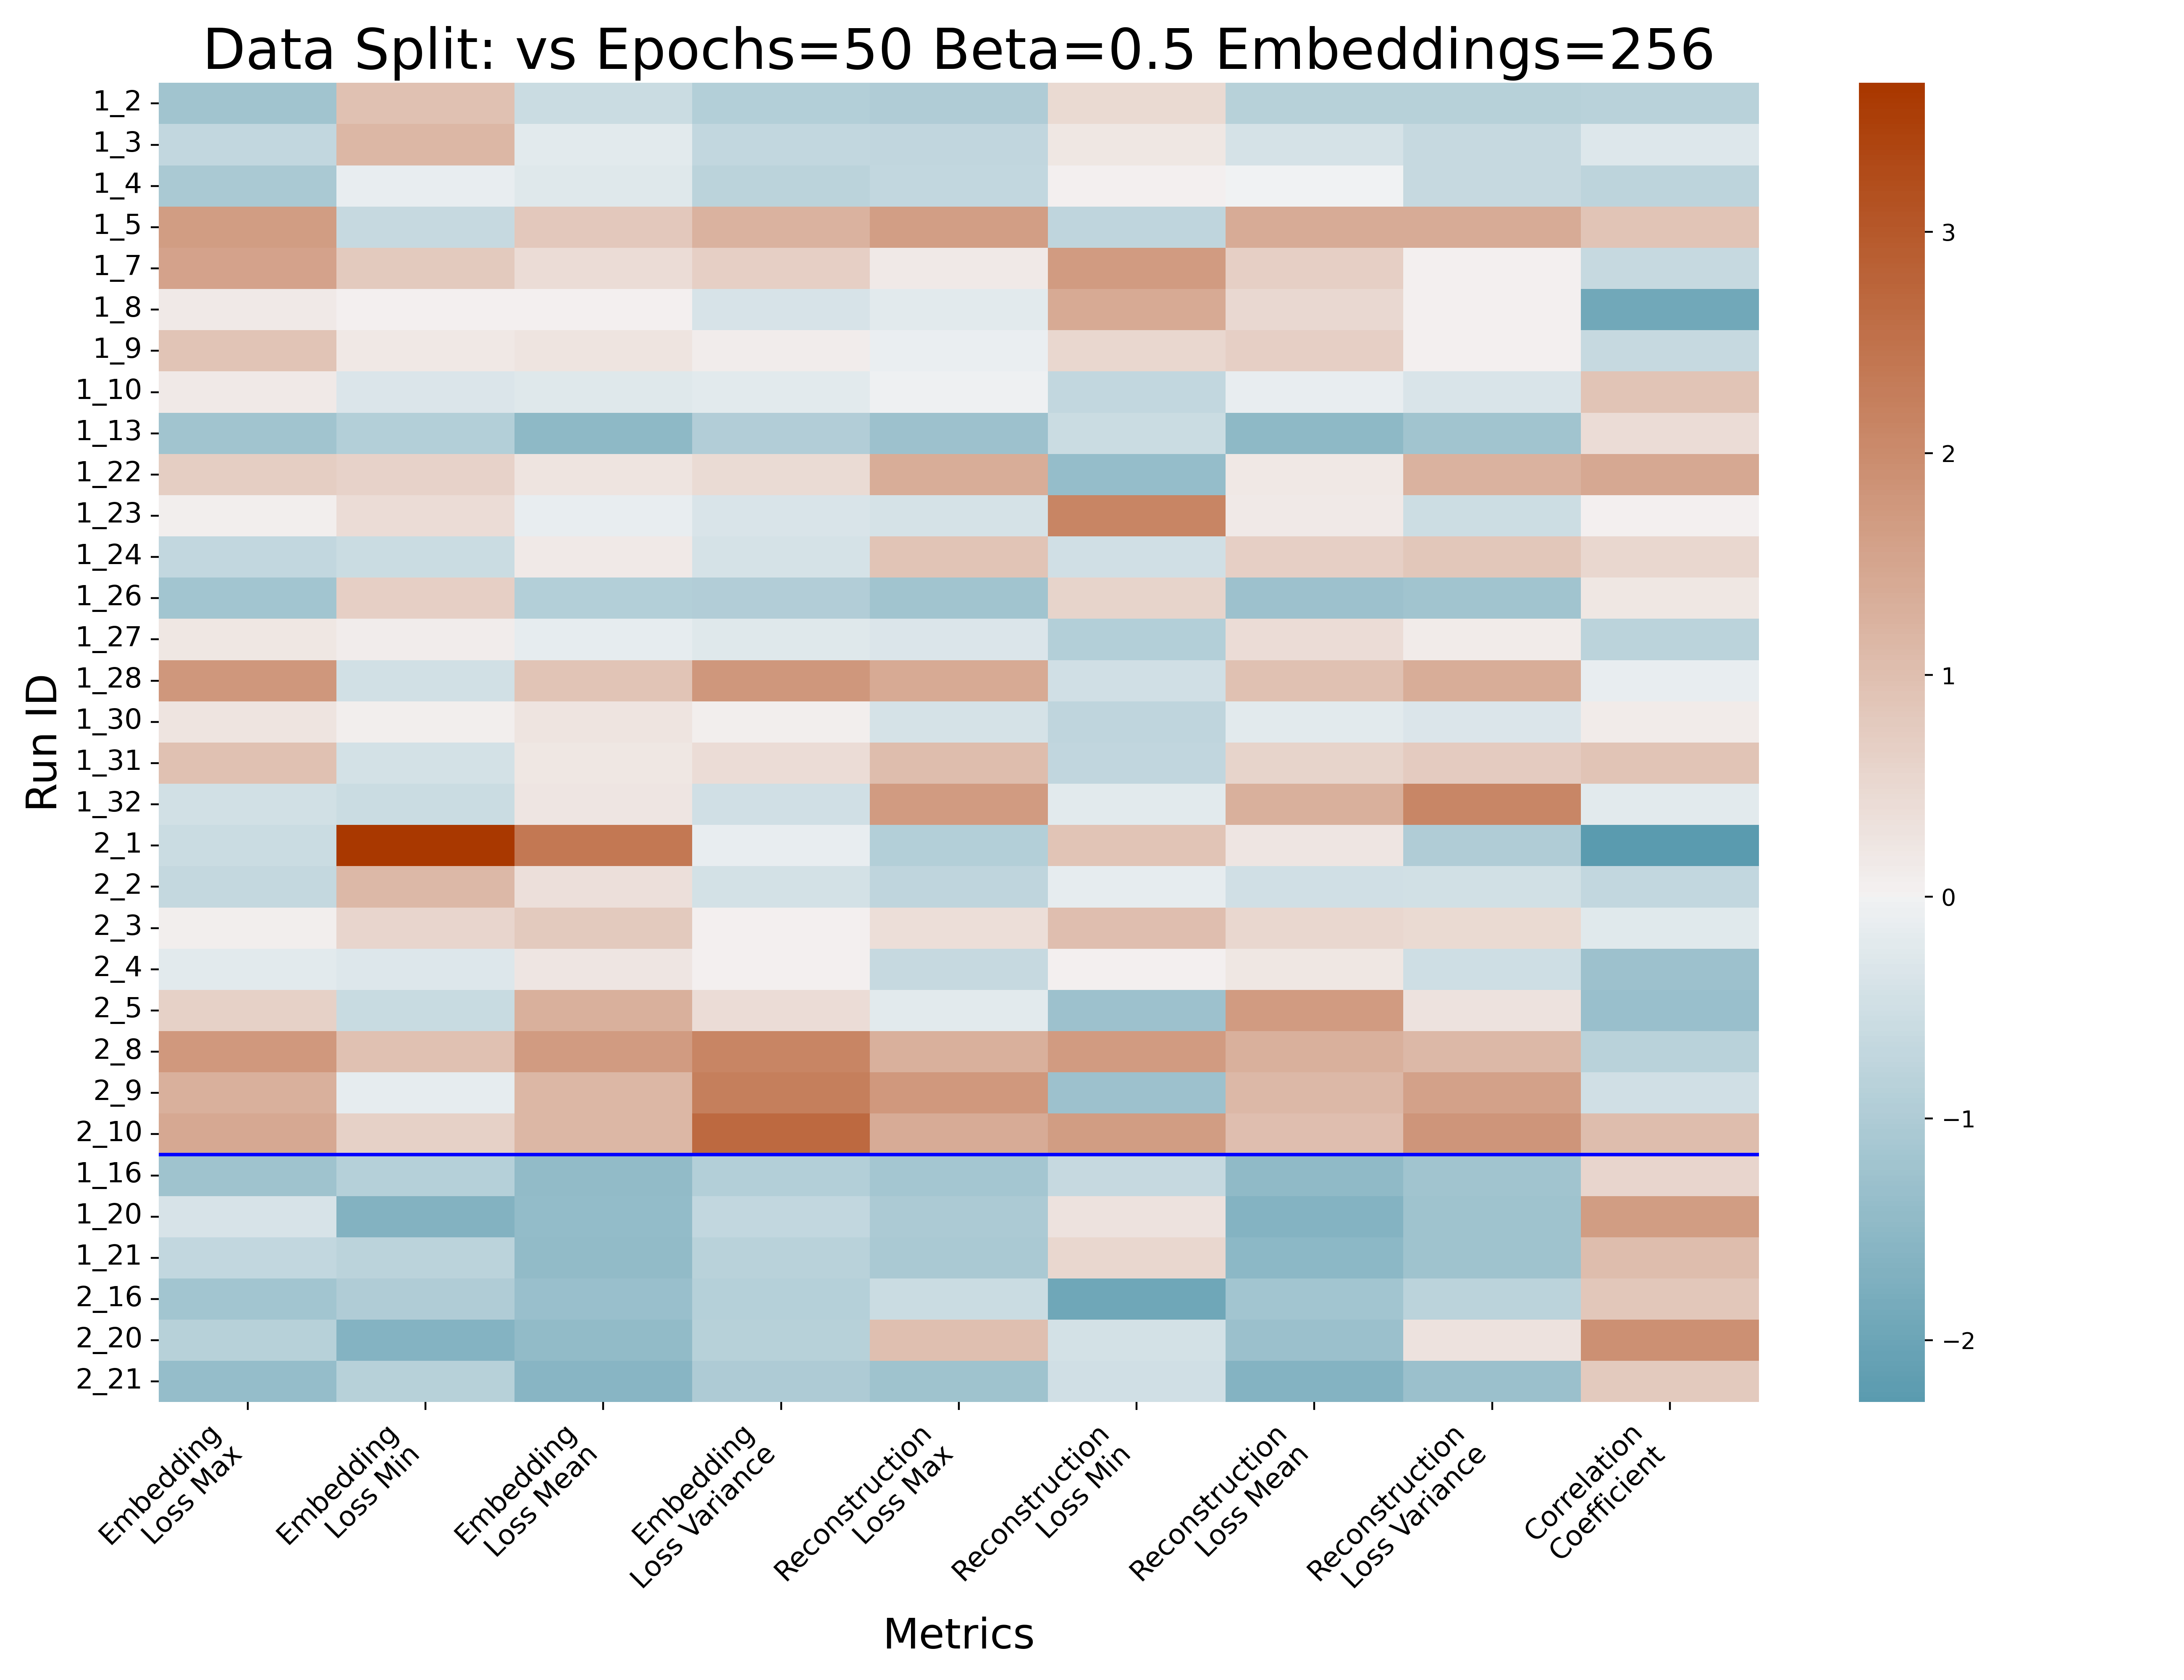 Data Split: vs Epochs=50 Beta=0.5 Embeddings=256
Run ID
1_2
1_3
1_4
1_5
1_7
1_8
1_9
1_10
1_13
1_22
1_23
1_24
1_26
1_27
1_28
1_30
1_31
1_32
2_1
2_2
2_3
2_4
2_5
2_8
2_9
2_10
1_16
1_20
1_21
2_16
2_20
2_21
Embedding
Loss Max
Embedding
Loss Min
Embedding
Loss Mean
Embedding
Loss Variance
Reconstruction
Loss Max
Reconstruction
Loss Min
Reconstruction
Loss Mean
Reconstruction
Loss Variance
Correlation
Coefficient
Metrics
3
2
1
0
−1
−2